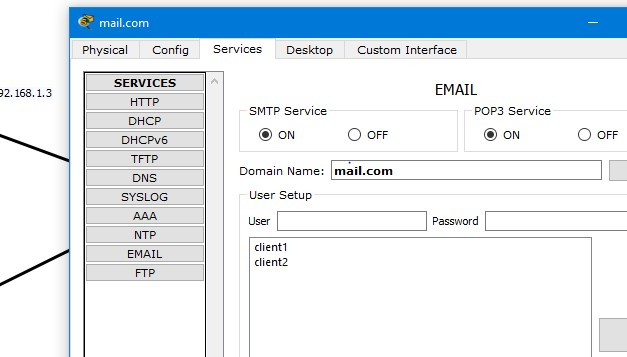 mail.com
Physical Config Services Desktop Custom Interface
SERVICES
HTTP
DHCP
DHCPv6
TFTP
DNS
SYSLOG
AAA
NTP
EMAIL
FTP
92.168.1.3
EMAIL
SMTP Service
ON OFF
POP3 Service
ON OFF
Domain Name: mail.com
User Setup
User Password
client1
client2